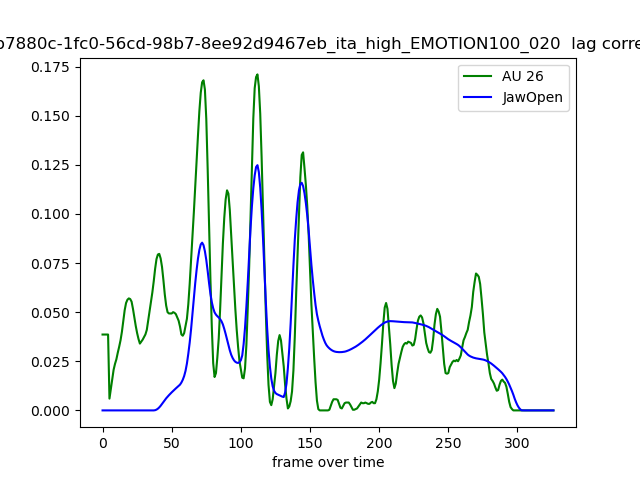 b7880c-1fc0-56cd-98b7-8ee92d9467eb_ita_high_EMOTION100_020 lag corre
AU 26
JawOpen
0.175
0.150
0.125
0.100
0.075
0.050
0.025
0.000
0 50 100 150 200 250 300
frame over time